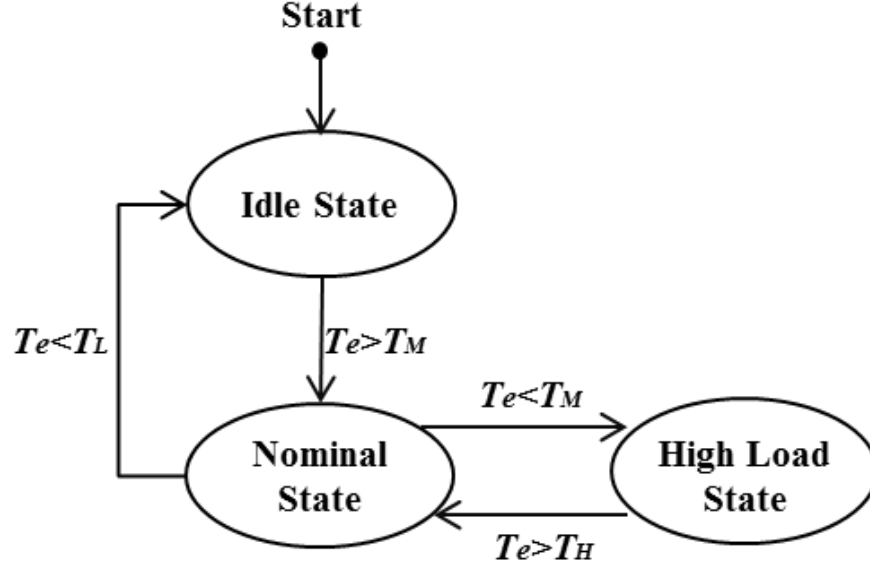 Start
Idle State
Te<TL
Te>TM
Te<TM
Nominal
State
High Load
State
Te>TH